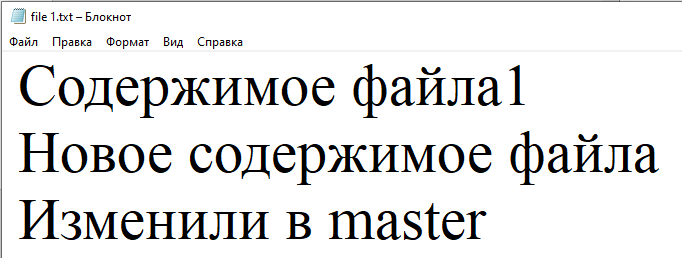 file 1.txt – Блокнот
Файл Правка Формат Вид Справка
Содержимое файла1
Новое содержимое файла
Изменили в master